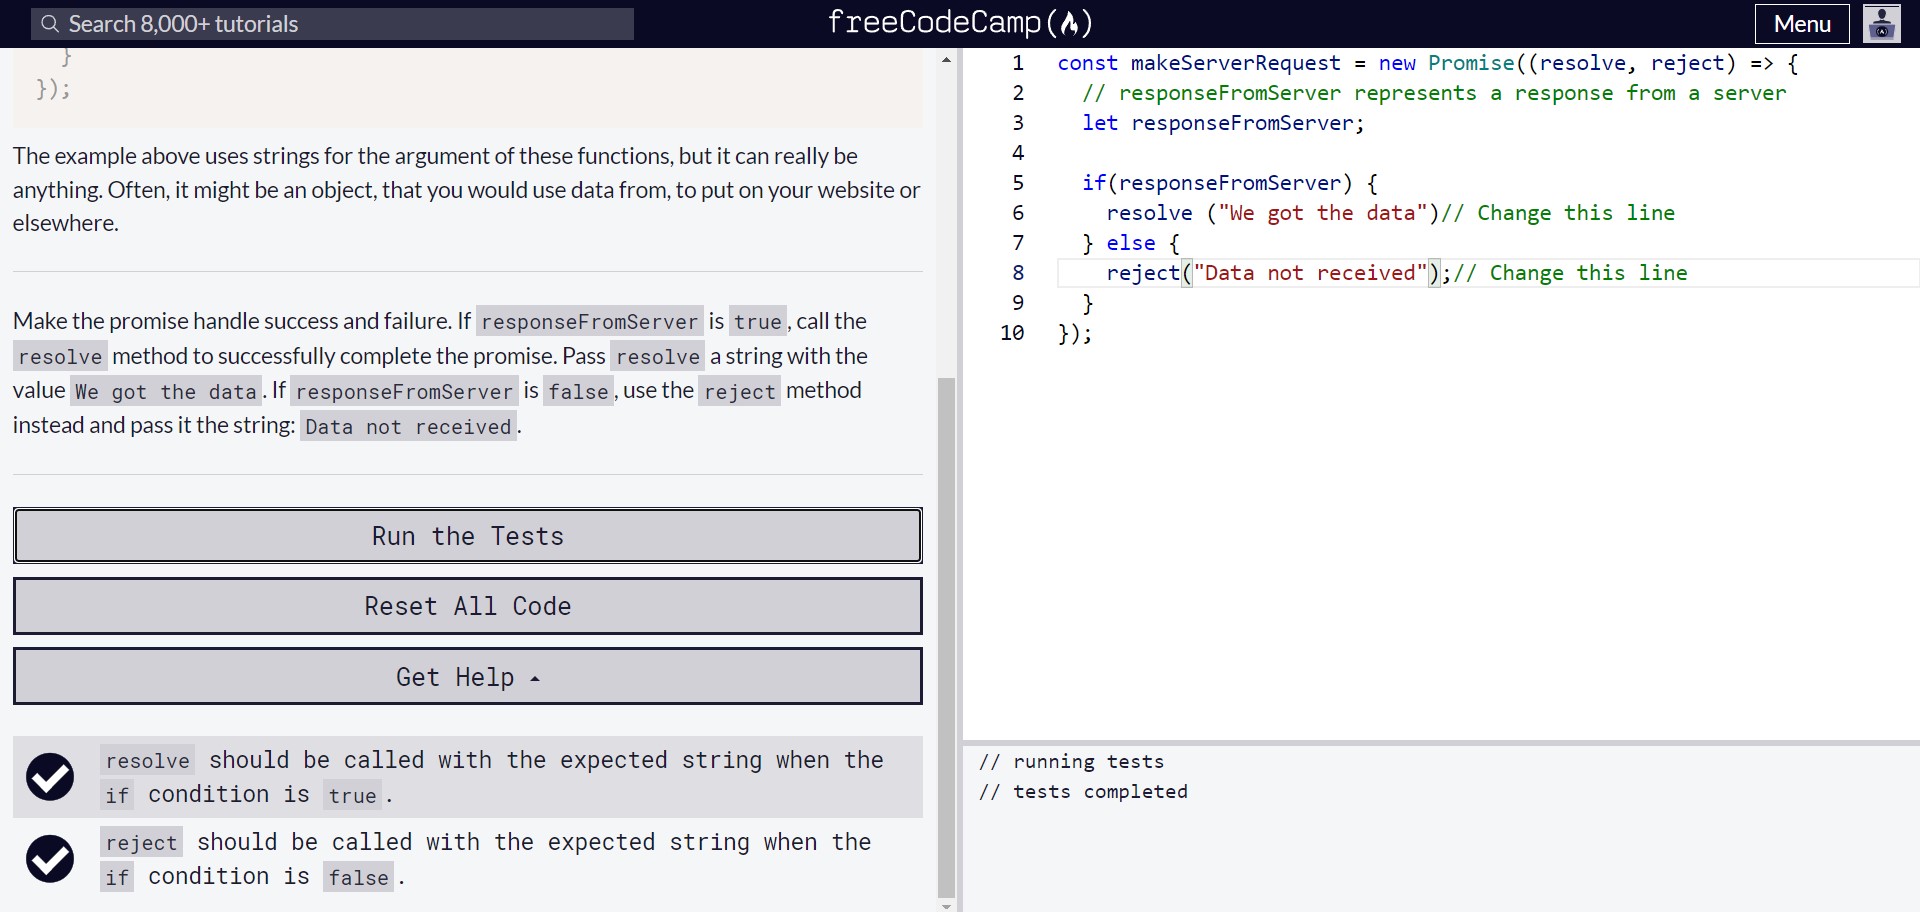 Search 8,000+ tutorials
freeCodeCamp
Menu
}
});
The example above uses strings for the argument of these functions, but it can really be
anything. Often, it might be an object, that you would use data from, to put on your website or
elsewhere.
Make the promise handle success and failure. If responseFromServer is true, call the
resolve method to successfully complete the promise. Pass resolve a string with the
value We got the data. If responseFromServer is false, use the reject method
instead and pass it the string: Data not received.
Run the Tests
Reset All Code
Get Help
resolve should be called with the expected string when the
if condition is true.
reject should be called with the expected string when the
if condition is false.
1 const makeServerRequest = new Promise((resolve, reject) => {
2 // responseFromServer represents a response from a server
3 let responseFromServer;
4
5 if(responseFromServer) {
6 resolve ("We got the data")// Change this line
7 } else {
8 reject("Data not received");// Change this line
9 }
10 });
// running tests
// tests completed